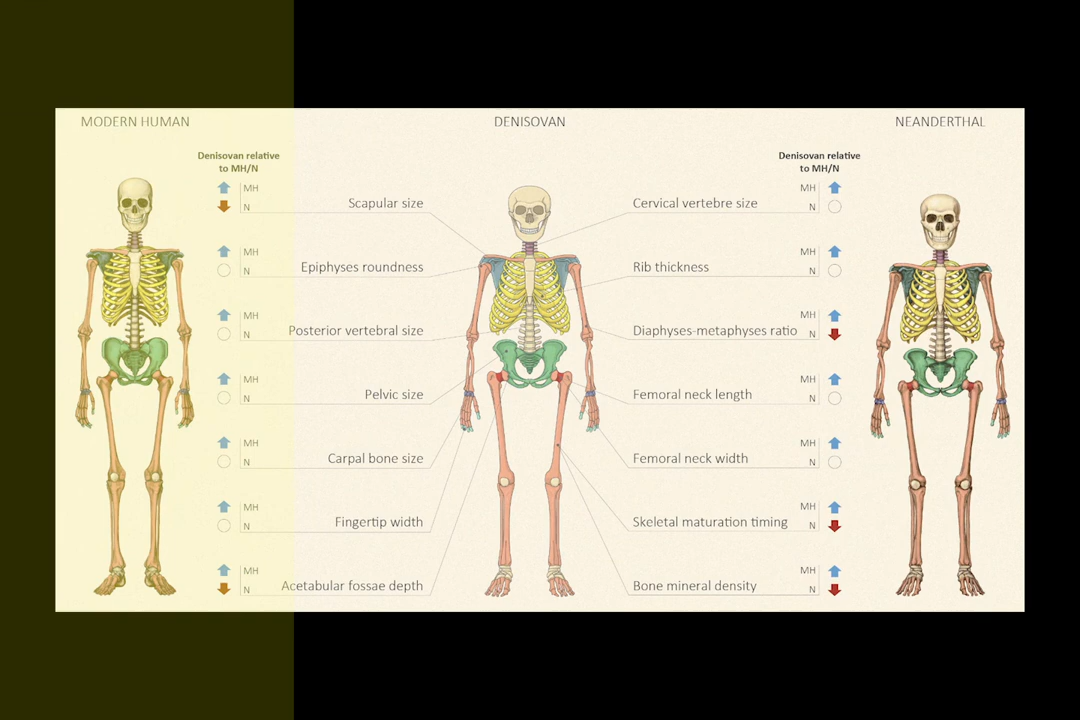 MODERN HUMAN
DENISOVAN
NEANDERTHAL
Denisovan relative
to MH/N
Denisovan relative
to MH/N
MH
N
Scapular size
Cervical vertebre size
MH
N
MH
N
Epiphyses roundness
Rib thickness
MH
N
MH
N
Posterior vertebral size
Diaphyses-metaphyses ratio
MH
N
MH
N
Pelvic size
Femoral neck length
MH
N
MH
N
Carpal bone size
Femoral neck width
MH
N
MH
N
Fingertip width
Skeletal maturation timing
MH
N
MH
N
Acetabular fossae depth
Bone mineral density
MH
N